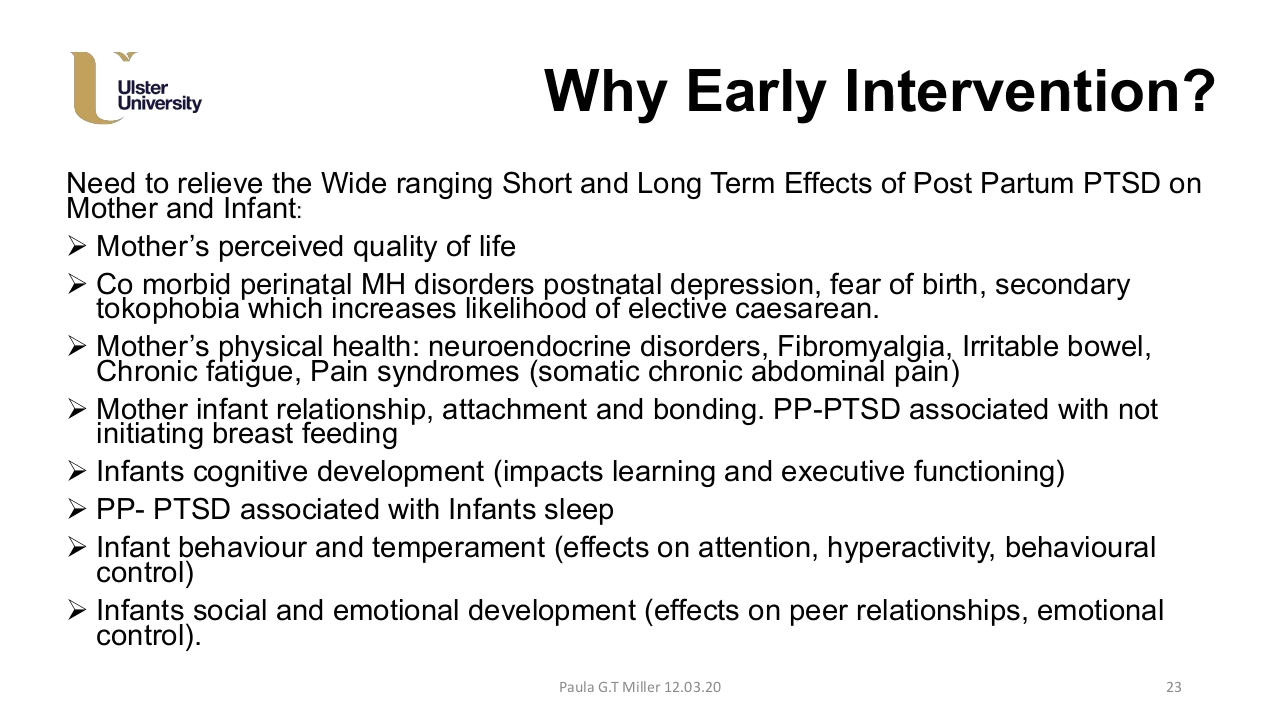 Ulster
University
Why Early Intervention?
Need to relieve the Wide ranging Short and Long Term Effects of Post Partum PTSD on
Mother and Infant:
➢ Mother’s perceived quality of life
➢ Co morbid perinatal MH disorders postnatal depression, fear of birth, secondary
tokophobia which increases likelihood of elective caesarean.
➢ Mother’s physical health: neuroendocrine disorders, Fibromyalgia, Irritable bowel,
Chronic fatigue, Pain syndromes (somatic chronic abdominal pain)
➢ Mother infant relationship, attachment and bonding. PP-PTSD associated with not
initiating breast feeding
➢ Infants cognitive development (impacts learning and executive functioning)
➢ PP- PTSD associated with Infants sleep
➢ Infant behaviour and temperament (effects on attention, hyperactivity, behavioural
control)
➢ Infants social and emotional development (effects on peer relationships, emotional
control).
Paula G.T Miller 12.03.20
23